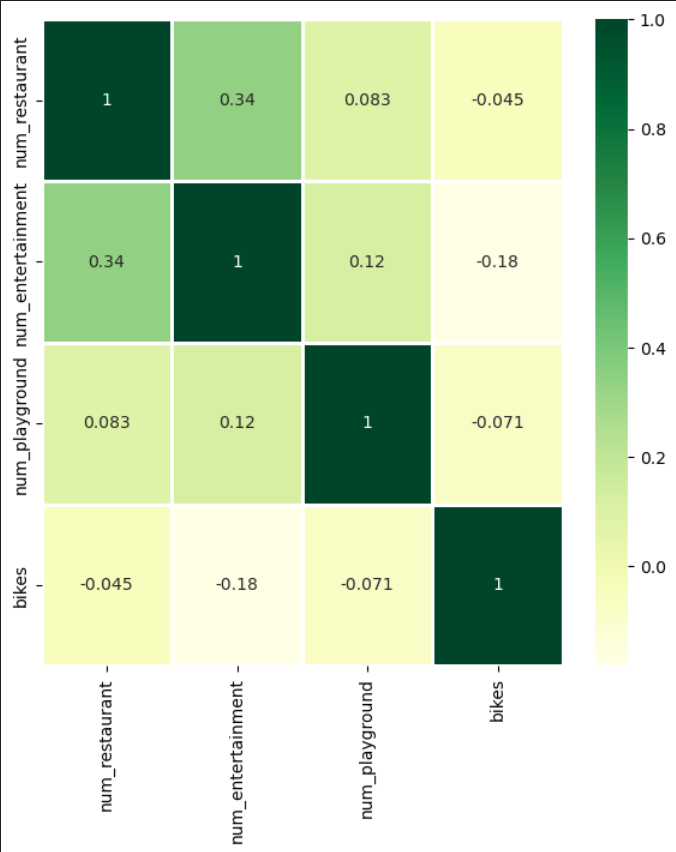 num_restaurant 1 0.34 0.083 -0.045
num_entertainment 0.34 1 0.12 -0.18
num_playground 0.083 0.12 1 -0.071
bikes -0.045 -0.18 -0.071 1
num_restaurant
num_entertainment
num_playground
bikes
1.0
0.8
0.6
0.4
0.2
0.0